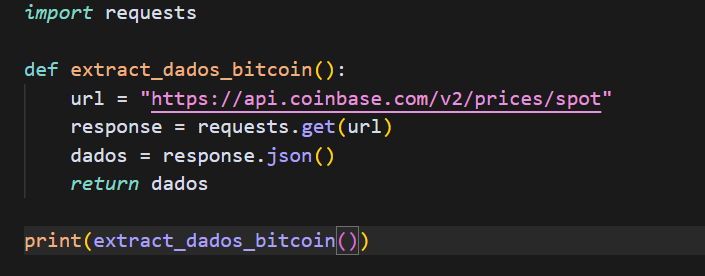 import requests

def extract_dados_bitcoin():
    url = "https://api.coinbase.com/v2/prices/spot"
    response = requests.get(url)
    dados = response.json()
    return dados

print(extract_dados_bitcoin())